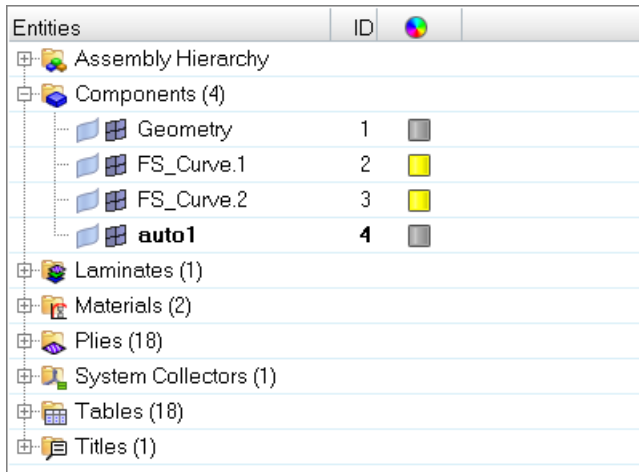 Entities ID
Assembly Hierarchy
Components (4)
Geometry 1
FS_Curve.1 2
FS_Curve.2 3
auto1 4
Laminates (1)
Materials (2)
Plies (18)
System Collectors (1)
Tables (18)
Titles (1)